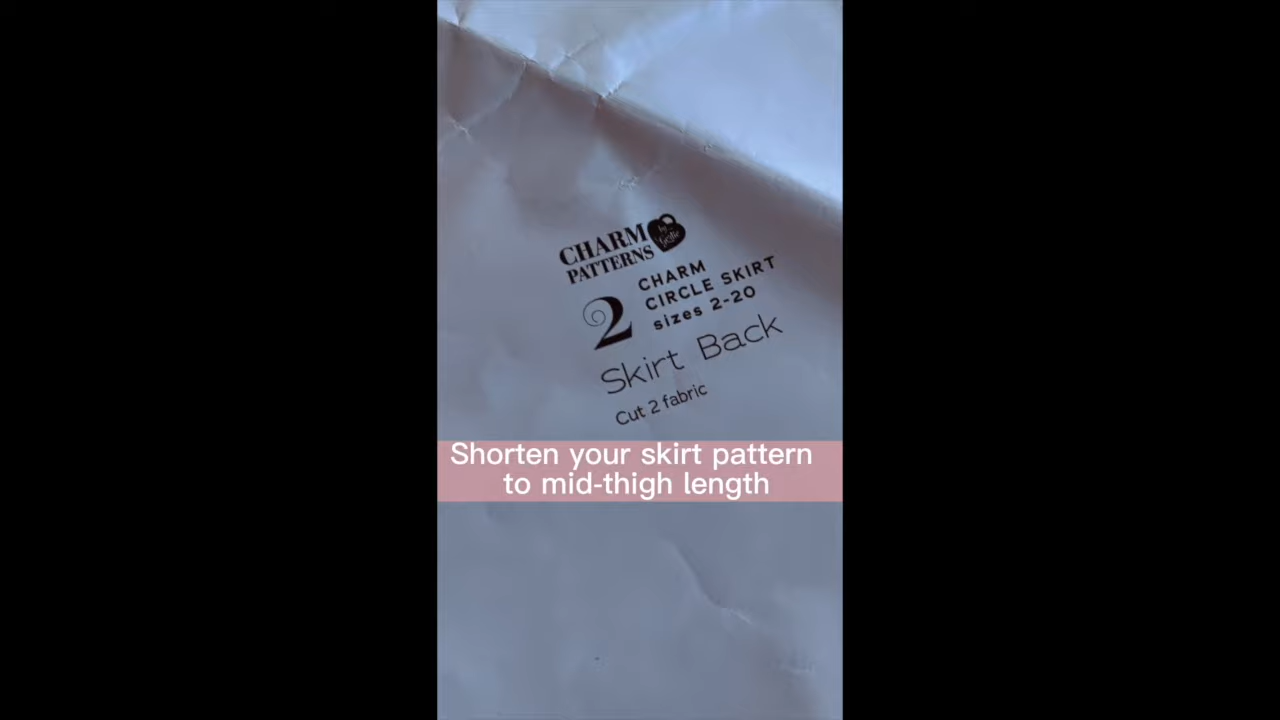 CHARM
PATTERNS
by
Gertie
2
CHARM
CIRCLE SKIRT
sizes 2-20
Skirt Back
Cut 2 fabric
Shorten your skirt pattern
to mid-thigh length